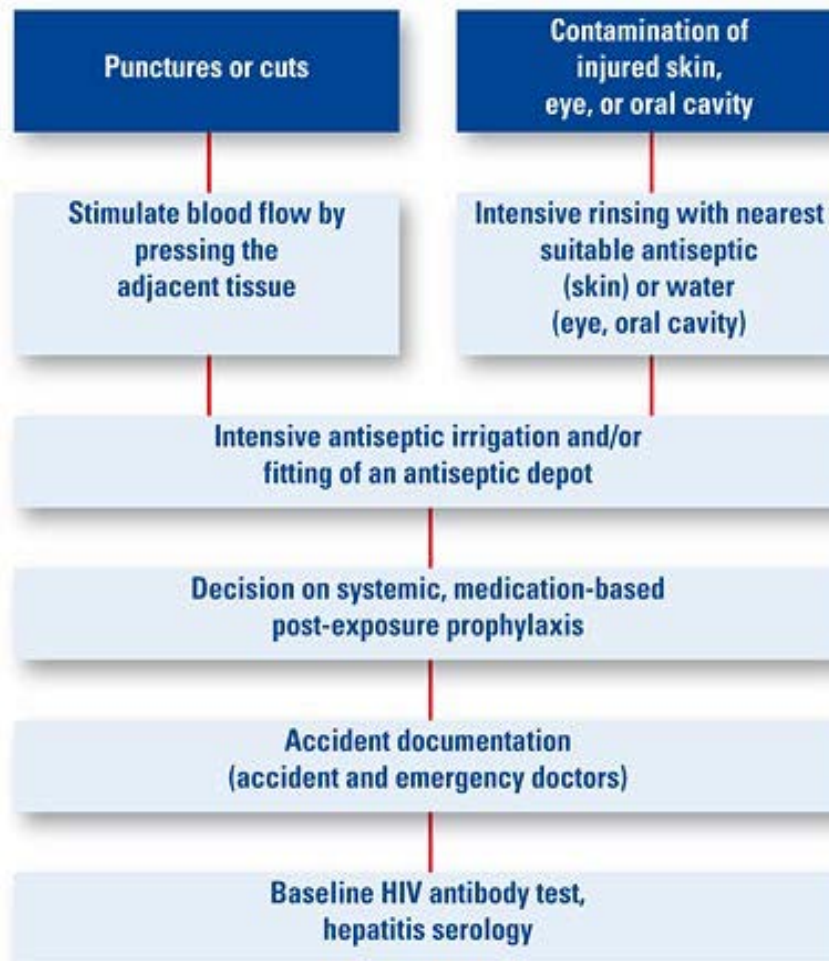 Punctures or cuts
Contamination of
injured skin,
eye, or oral cavity
Stimulate blood flow by
pressing the
adjacent tissue
Intensive rinsing with nearest
suitable antiseptic
(skin) or water
(eye, oral cavity)
Intensive antiseptic irrigation and/or
fitting of an antiseptic depot
Decision on systemic, medication-based
post-exposure prophylaxis
Accident documentation
(accident and emergency doctors)
Baseline HIV antibody test,
hepatitis serology